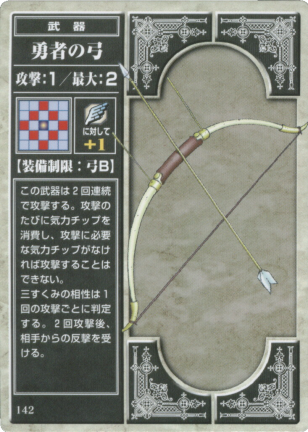 武器
勇者の弓
攻撃:1/最大:2
に対して
+1
[装備制限:弓B]
この武器は2回連続
で攻撃する。攻撃の
たびに気力チップを
消費し、攻撃に必要
な気力チップがなけ
れば攻撃することは
できない。
三すくみの相性は1
回の攻撃ごとに判定
する。2回攻撃後、
相手からの反撃を受
ける。
142